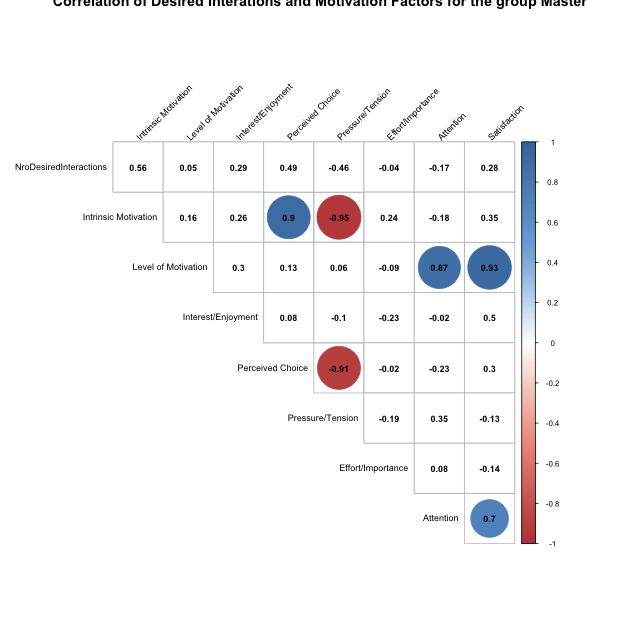 Correlation of Desired Interations and Motivation Factors for the group Master
Intrinsic Motivation
Level of Motivation
Interest/Enjoyment
Perceived Choice
Pressure/Tension
Effort/Importance
Attention
Satisfaction
NroDesiredInteractions 0.56 0.05 0.29 0.49 -0.46 -0.04 -0.17 0.28
Intrinsic Motivation 0.16 0.26 0.9 -0.95 0.24 -0.18 0.35
Level of Motivation 0.3 0.13 0.06 -0.09 0.87 0.93
Interest/Enjoyment 0.08 -0.1 -0.23 -0.02 0.5
Perceived Choice -0.91 -0.02 -0.23 0.3
Pressure/Tension -0.19 0.35 -0.13
Effort/Importance 0.08 -0.14
Attention 0.7
1
0.8
0.6
0.4
0.2
0
-0.2
-0.4
-0.6
-0.8
-1